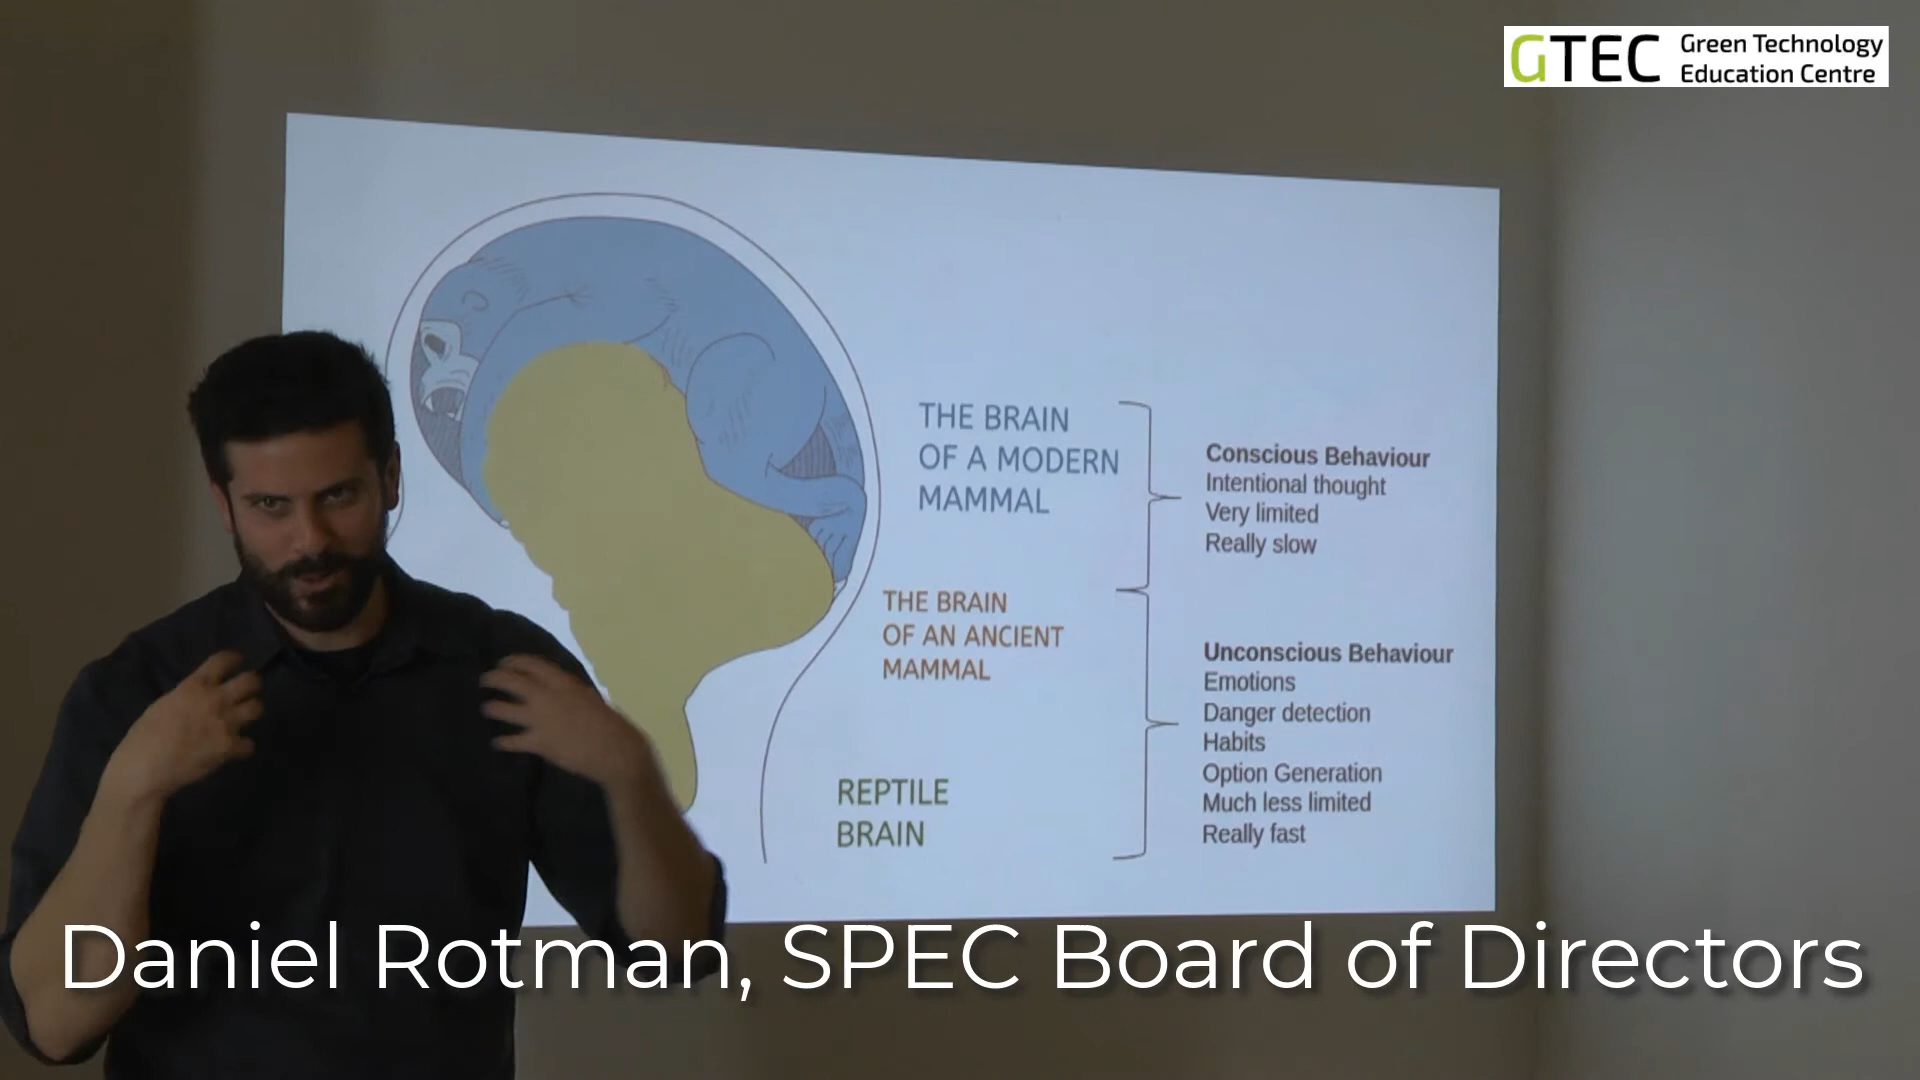 GTEC
Green Technology
Education Centre
THE BRAIN
OF A MODERN
MAMMAL
Conscious Behaviour
Intentional thought
Very limited
Really slow
THE BRAIN
OF AN ANCIENT
MAMMAL
Unconscious Behaviour
Emotions
Danger detection
Habits
Option Generation
Much less limited
Really fast
REPTILE
BRAIN
Daniel Rotman, SPEC Board of Directors